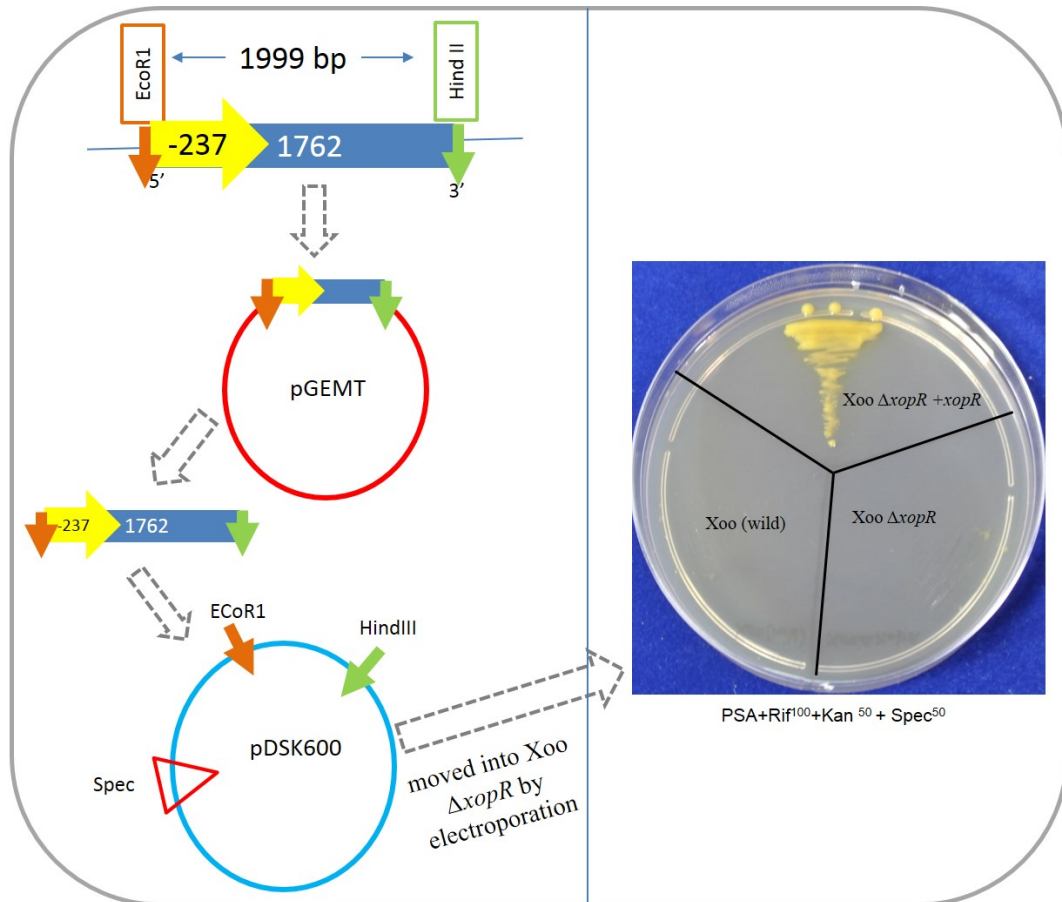 EcoR1
1999 bp
Hind II
-237
1762
5’
3’
pGEMT
-237
1762
ECoR1
HindIII
pDSK600
Spec
moved into Xoo
ΔxopR by
electroporation
Xoo ΔxopR +xopR
Xoo (wild)
Xoo ΔxopR
PSA+Rif¹⁰⁰+Kan ⁵⁰ + Spec⁵⁰